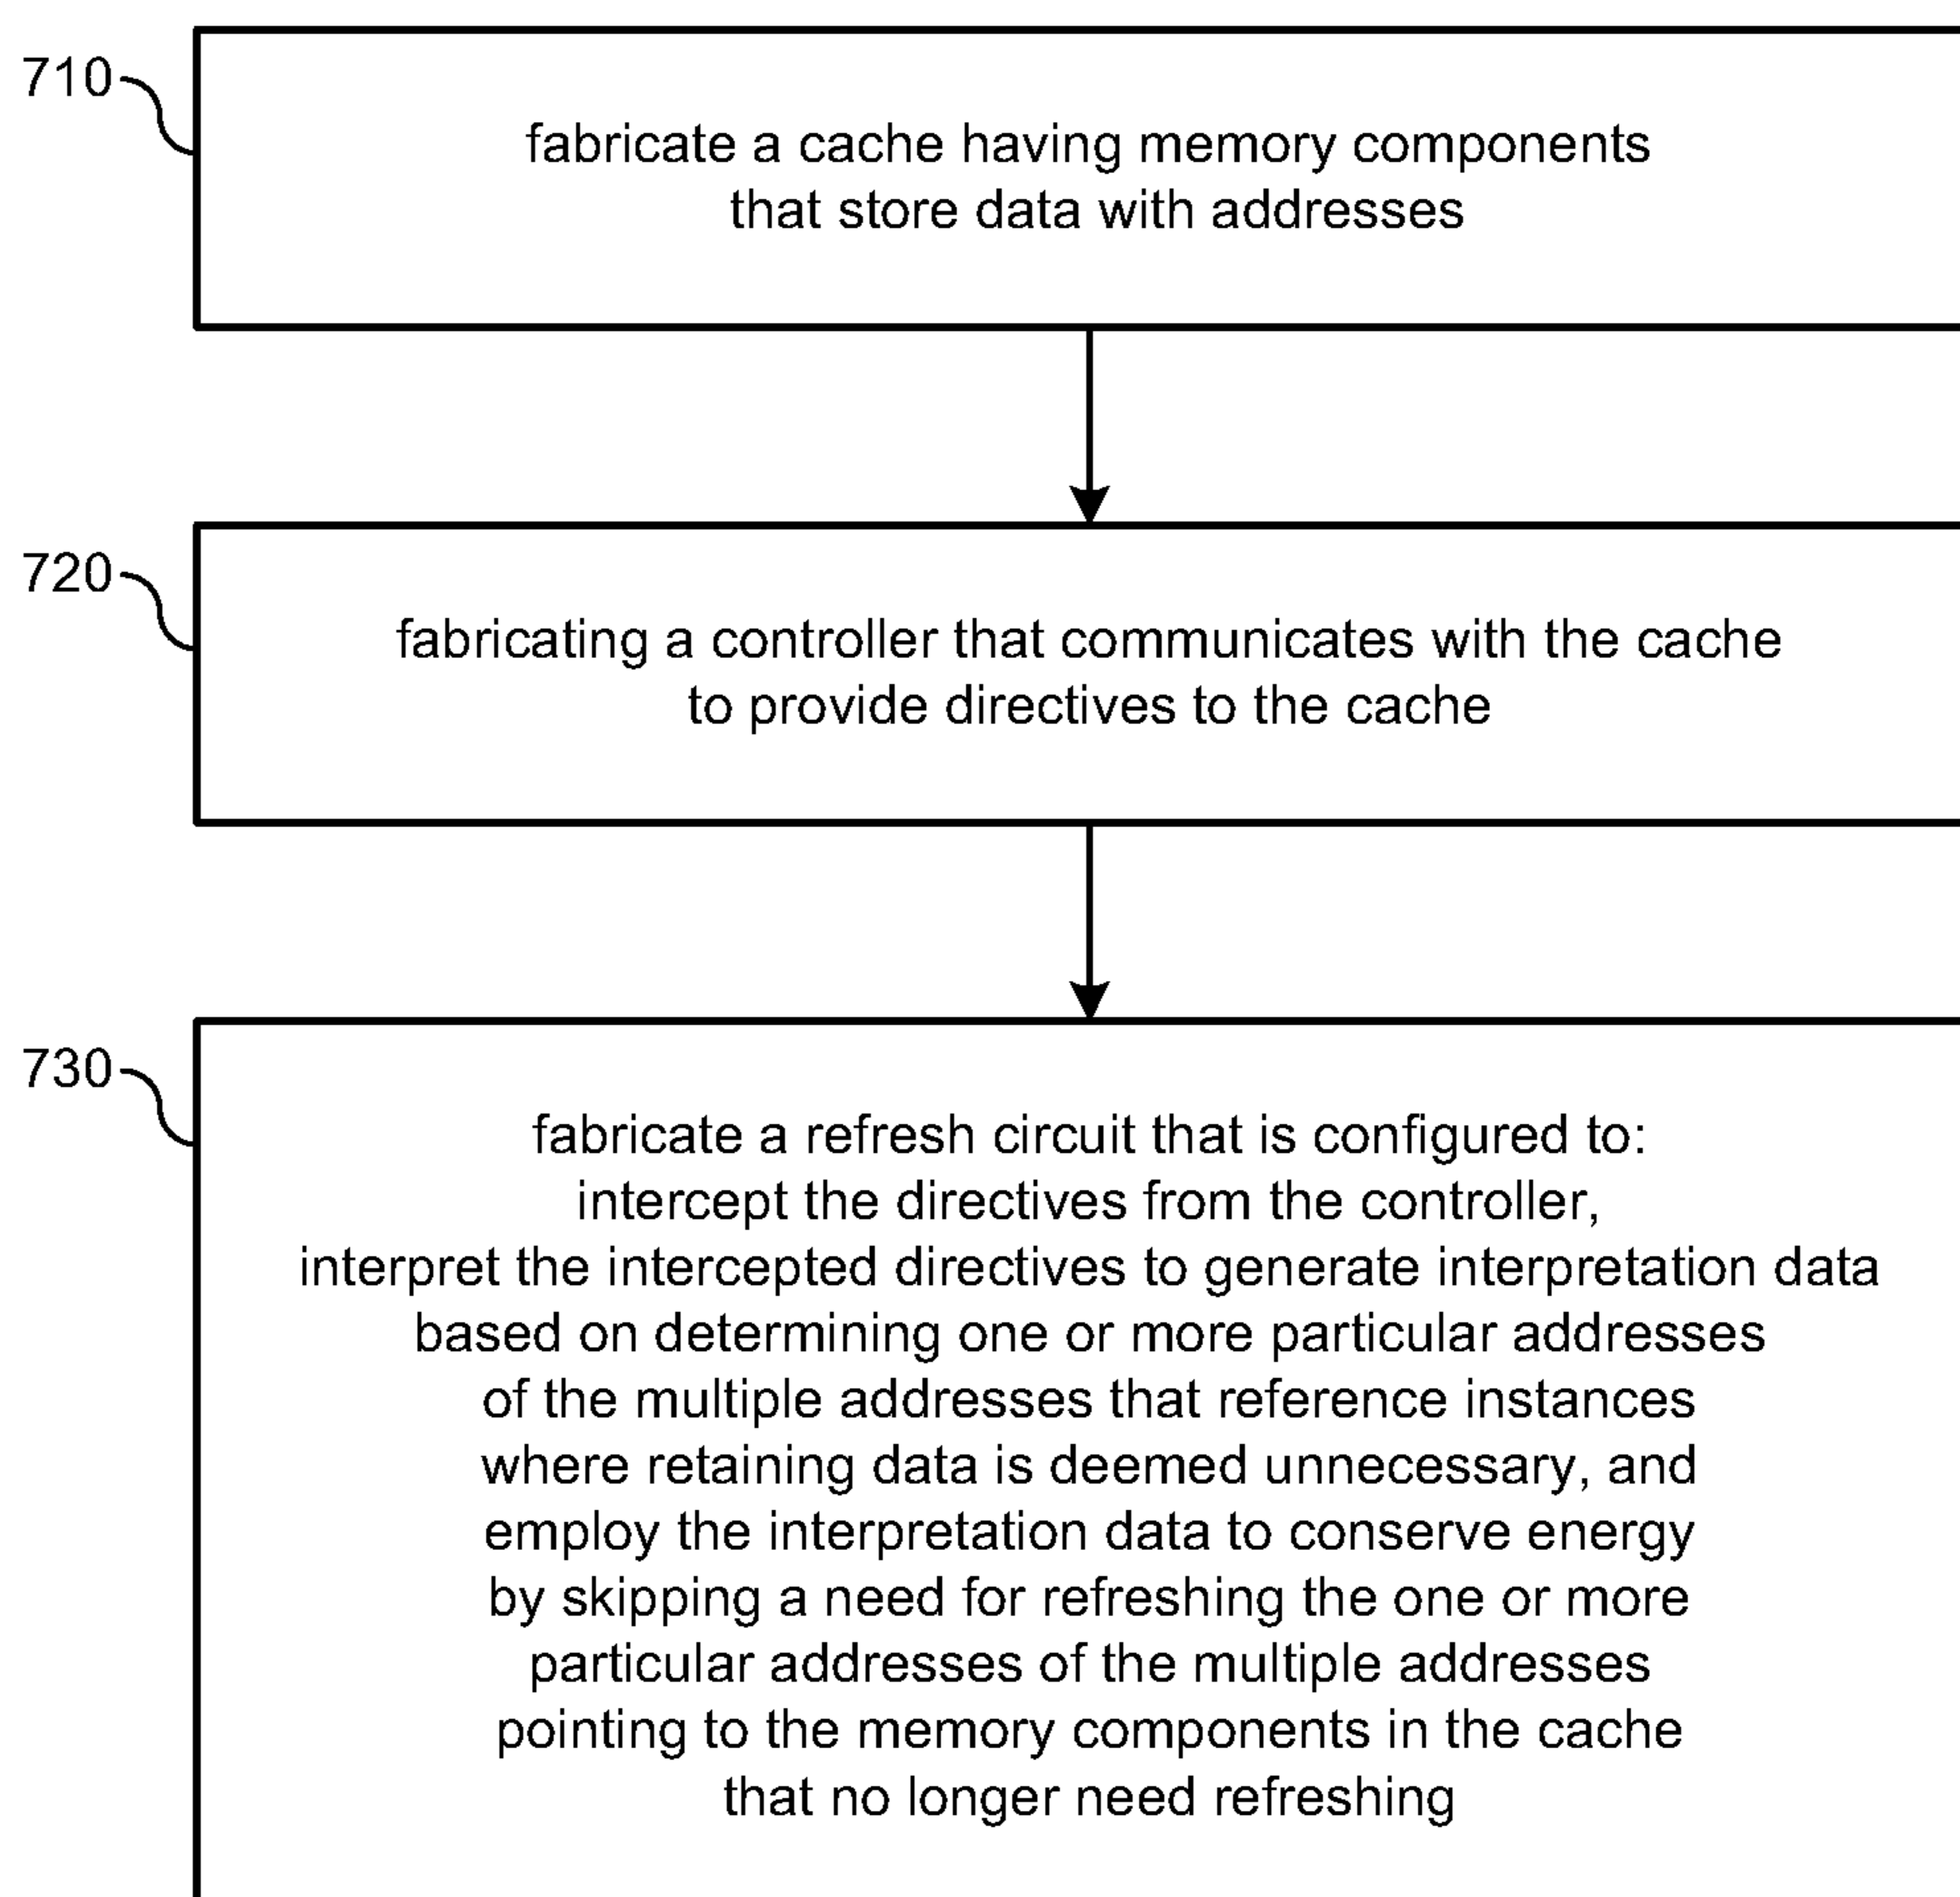 710
fabricate a cache having memory components
that store data with addresses
720
fabricating a controller that communicates with the cache
to provide directives to the cache
730
fabricate a refresh circuit that is configured to:
intercept the directives from the controller,
interpret the intercepted directives to generate interpretation data
based on determining one or more particular addresses
of the multiple addresses that reference instances
where retaining data is deemed unnecessary, and
employ the interpretation data to conserve energy
by skipping a need for refreshing the one or more
particular addresses of the multiple addresses
pointing to the memory components in the cache
that no longer need refreshing